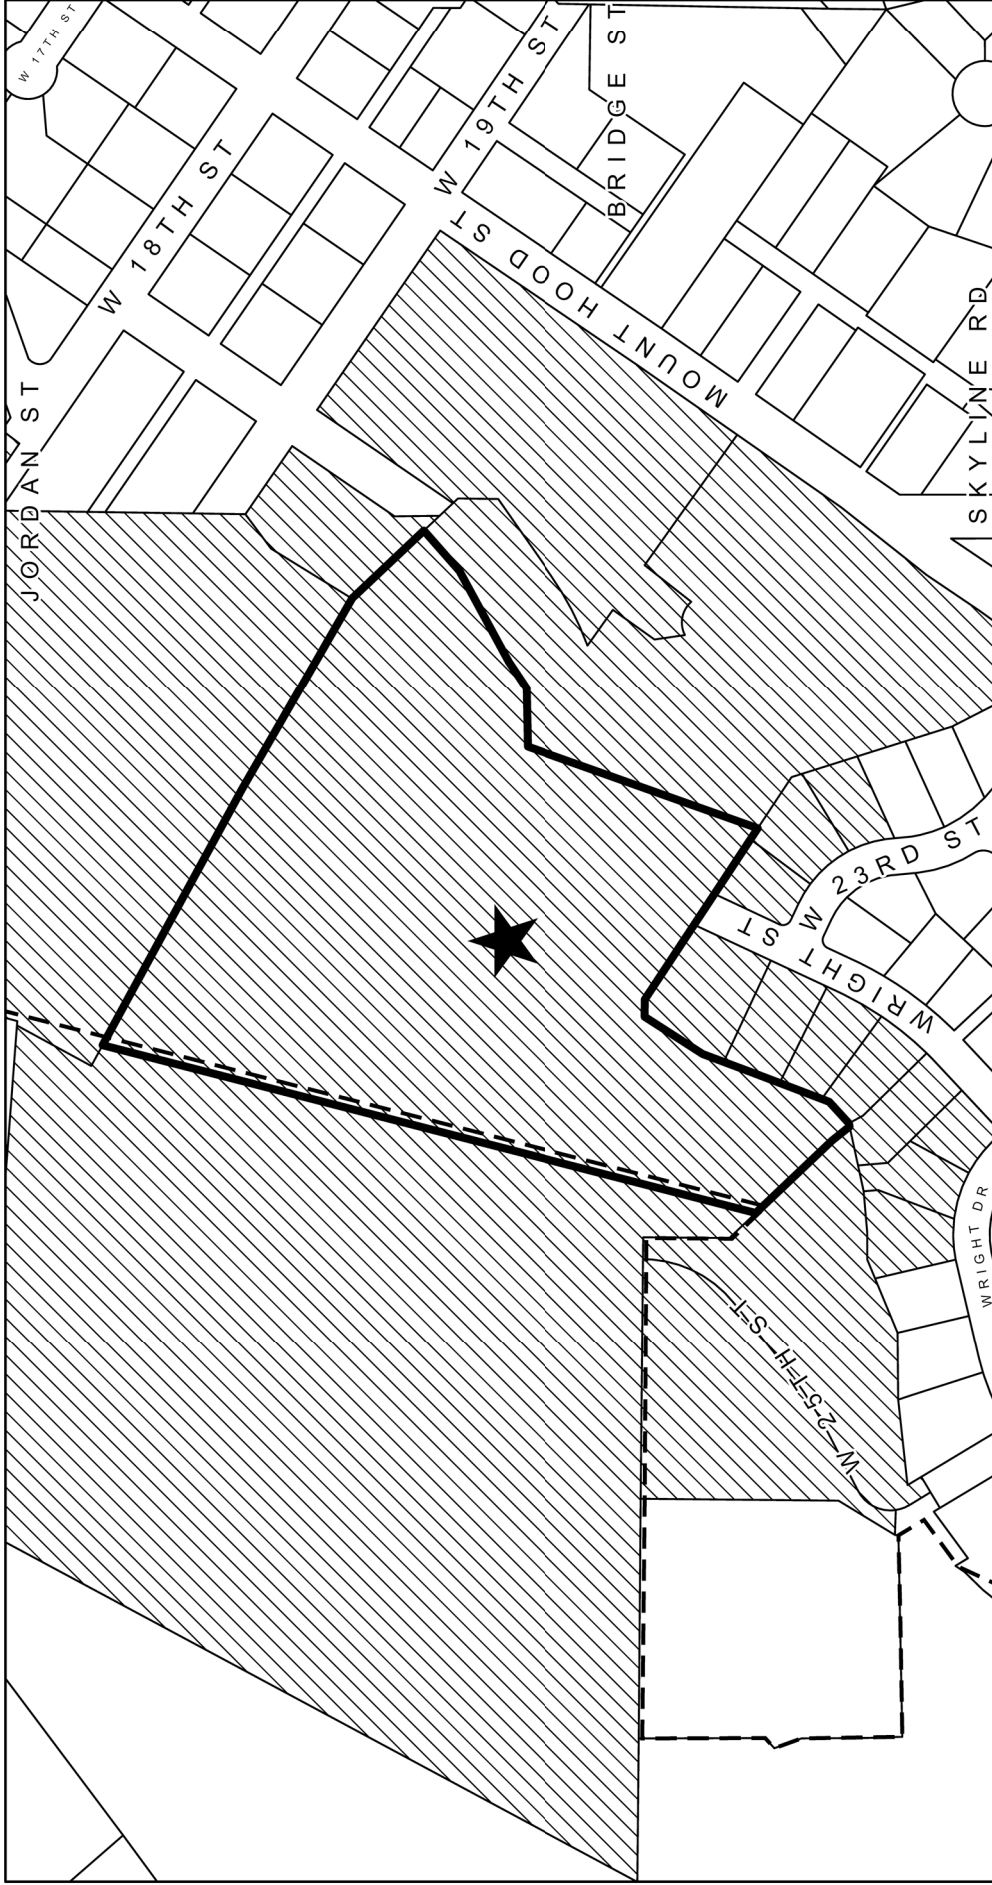 W 17TH ST
W 18TH ST
W 19TH ST
BRIDGE ST
MOUNT HOOD ST
JORDAN ST
SKYLINE RD
W 23RD ST
WRIGHT ST
WRIGHT DR
W 25TH ST